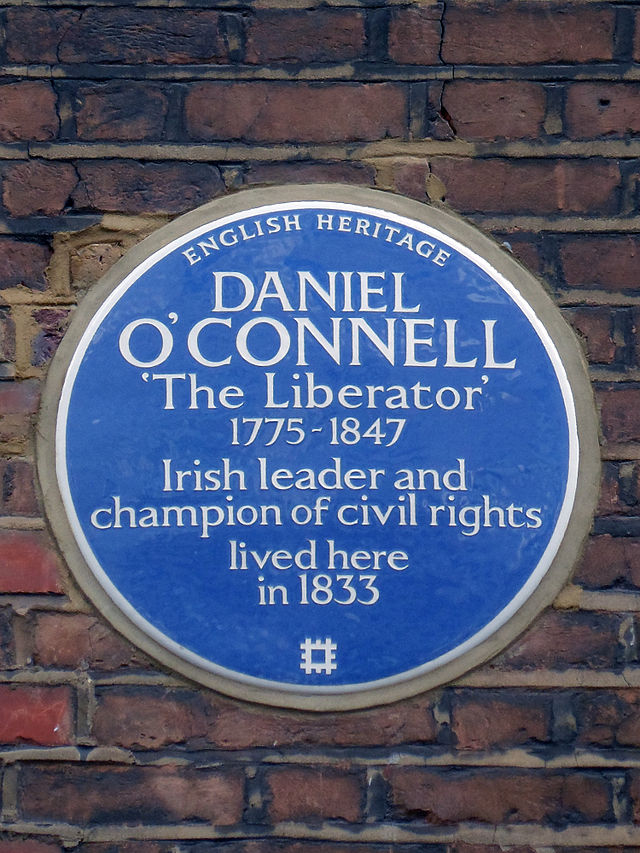 ENGLISH HERITAGE
DANIEL
O'CONNELL
'The Liberator'
1775-1847
Irish leader and
champion of civil rights
lived here
in 1833